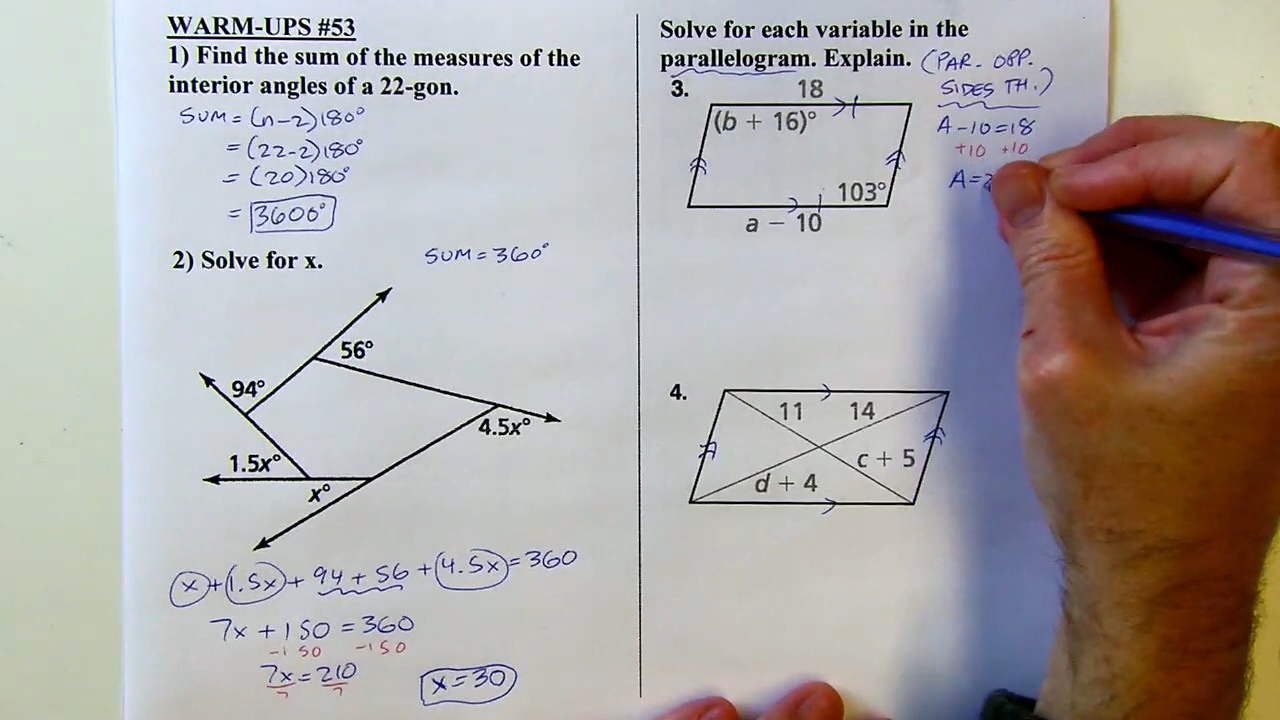 WARM-UPS #53
1) Find the sum of the measures of the
interior angles of a 22-gon.
SUM = (n-2)180°
= (22-2)180°
= (20)180°
= 3600°
2) Solve for x.
SUM = 360°
56°
94°
4.5x°
1.5x°
x°
x + 1.5x + 94 + 56 + 4.5x = 360
7x + 150 = 360
-150 -150
7x = 210
7 7
x = 30
Solve for each variable in the
parallelogram. Explain. (PAR. OPP.
SIDES TH.)
3.
18
(b + 16)°
103°
a - 10
A - 10 = 18
+10 +10
A =
4.
11 14
c + 5
d + 4